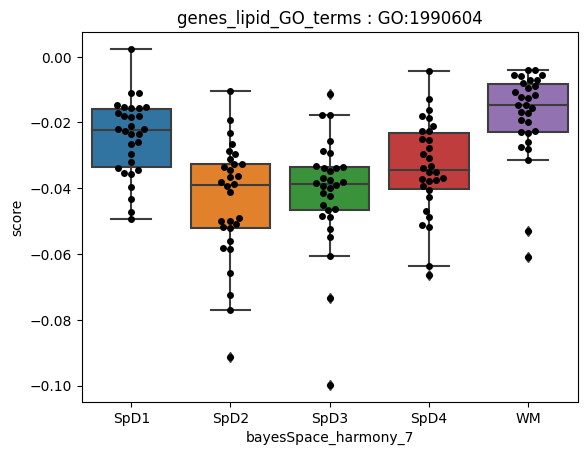 genes_lipid_GO_terms : GO:1990604
0.00
−0.02
−0.04
−0.06
−0.08
−0.10
score
SpD1 SpD2 SpD3 SpD4 WM
bayesSpace_harmony_7